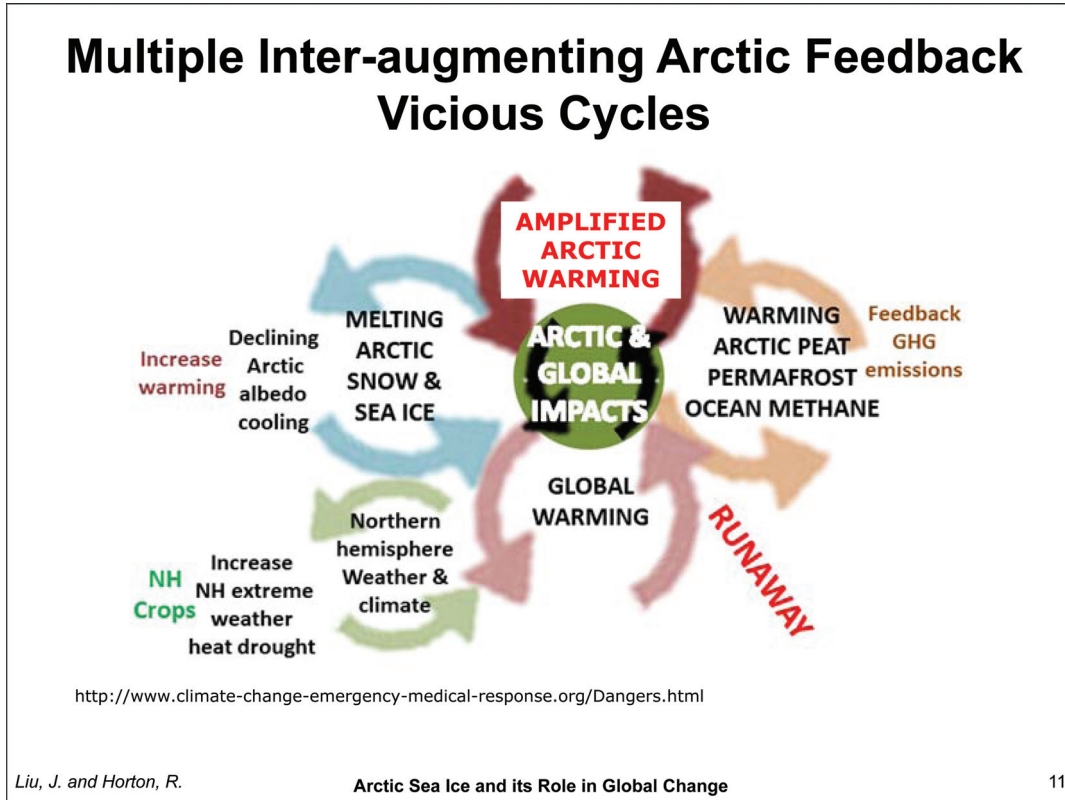 Multiple Inter-augmenting Arctic Feedback
Vicious Cycles
AMPLIFIED
ARCTIC
WARMING
ARCTIC &
GLOBAL
IMPACTS
MELTING
ARCTIC
SNOW &
SEA ICE
Declining
Arctic
albedo
cooling
Increase
warming
WARMING
ARCTIC PEAT
PERMAFROST
OCEAN METHANE
Feedback
GHG
emissions
GLOBAL
WARMING
RUNAWAY
Northern
hemisphere
Weather &
climate
Increase
NH extreme
weather
heat drought
NH
Crops
http://www.climate-change-emergency-medical-response.org/Dangers.html
Liu, J. and Horton, R.
Arctic Sea Ice and its Role in Global Change
11